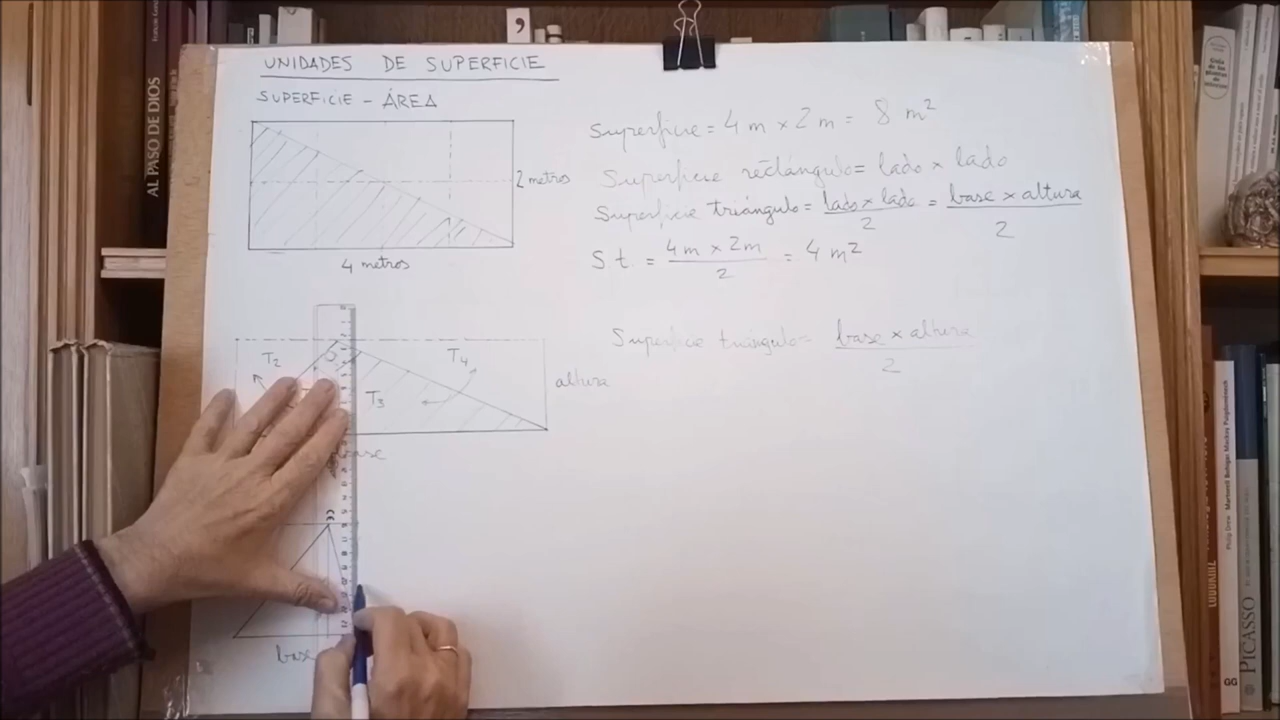 UNIDADES DE SUPERFICIE
SUPERFICIE - ÁREA
2 metros
4 metros
Superficie = 4 m x 2 m = 8 m²
Superficie rectángulo = lado x lado
Superficie triángulo = lado x lado / 2 = base x altura / 2
S.t. = 4 m x 2 m / 2 = 4 m²
Superficie triángulo = base x altura / 2
T2
T4
T3
altura
base
base
AL PASO DE DIOS
PICASSO